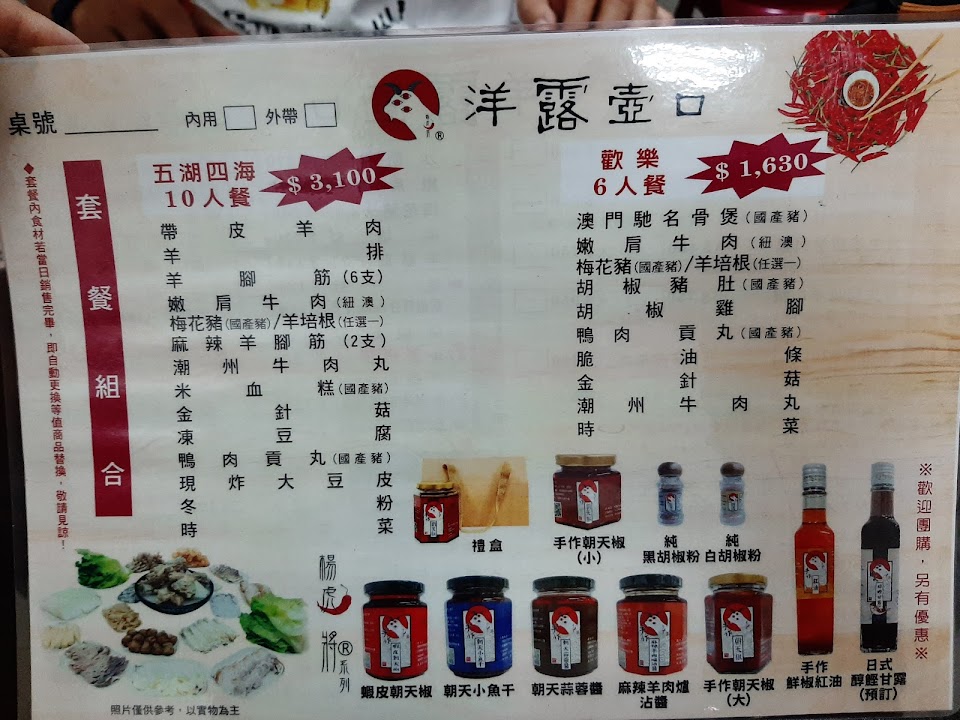 桌號 內用 外帶
洋露壺口
®
套餐組合
◆套餐內食材若當日銷售完畢，即自動更換等值商品替換，敬請見諒！
五湖四海
10人餐
$ 3,100
帶皮羊肉
羊排
羊腳筋(6支)
嫩肩牛肉(紐澳)
梅花豬(國產豬)/羊培根(任選一)
麻辣羊腳筋(2支)
潮州牛肉丸
米血糕(國產豬)
金針菇
凍豆腐
鴨肉貢丸(國產豬)
現炸大豆皮
冬粉
時菜
歡樂
6人餐
$ 1,630
澳門馳名骨煲(國產豬)
嫩肩牛肉(紐澳)
梅花豬(國產豬)/羊培根(任選一)
胡椒豬肚(國產豬)
胡椒雞腳
鴨肉貢丸(國產豬)
脆油條
金針菇
潮州牛肉丸
時菜
禮盒
手作朝天椒
(小)
純
黑胡椒粉
純
白胡椒粉
楊虎將®系列
蝦皮朝天椒
朝天小魚干
朝天蒜蓉醬
麻辣羊肉爐
沾醬
手作朝天椒
(大)
手作
鮮椒紅油
日式
醇鰹甘露
(預訂)
※歡迎團購，另有優惠※
照片僅供參考，以實物為主